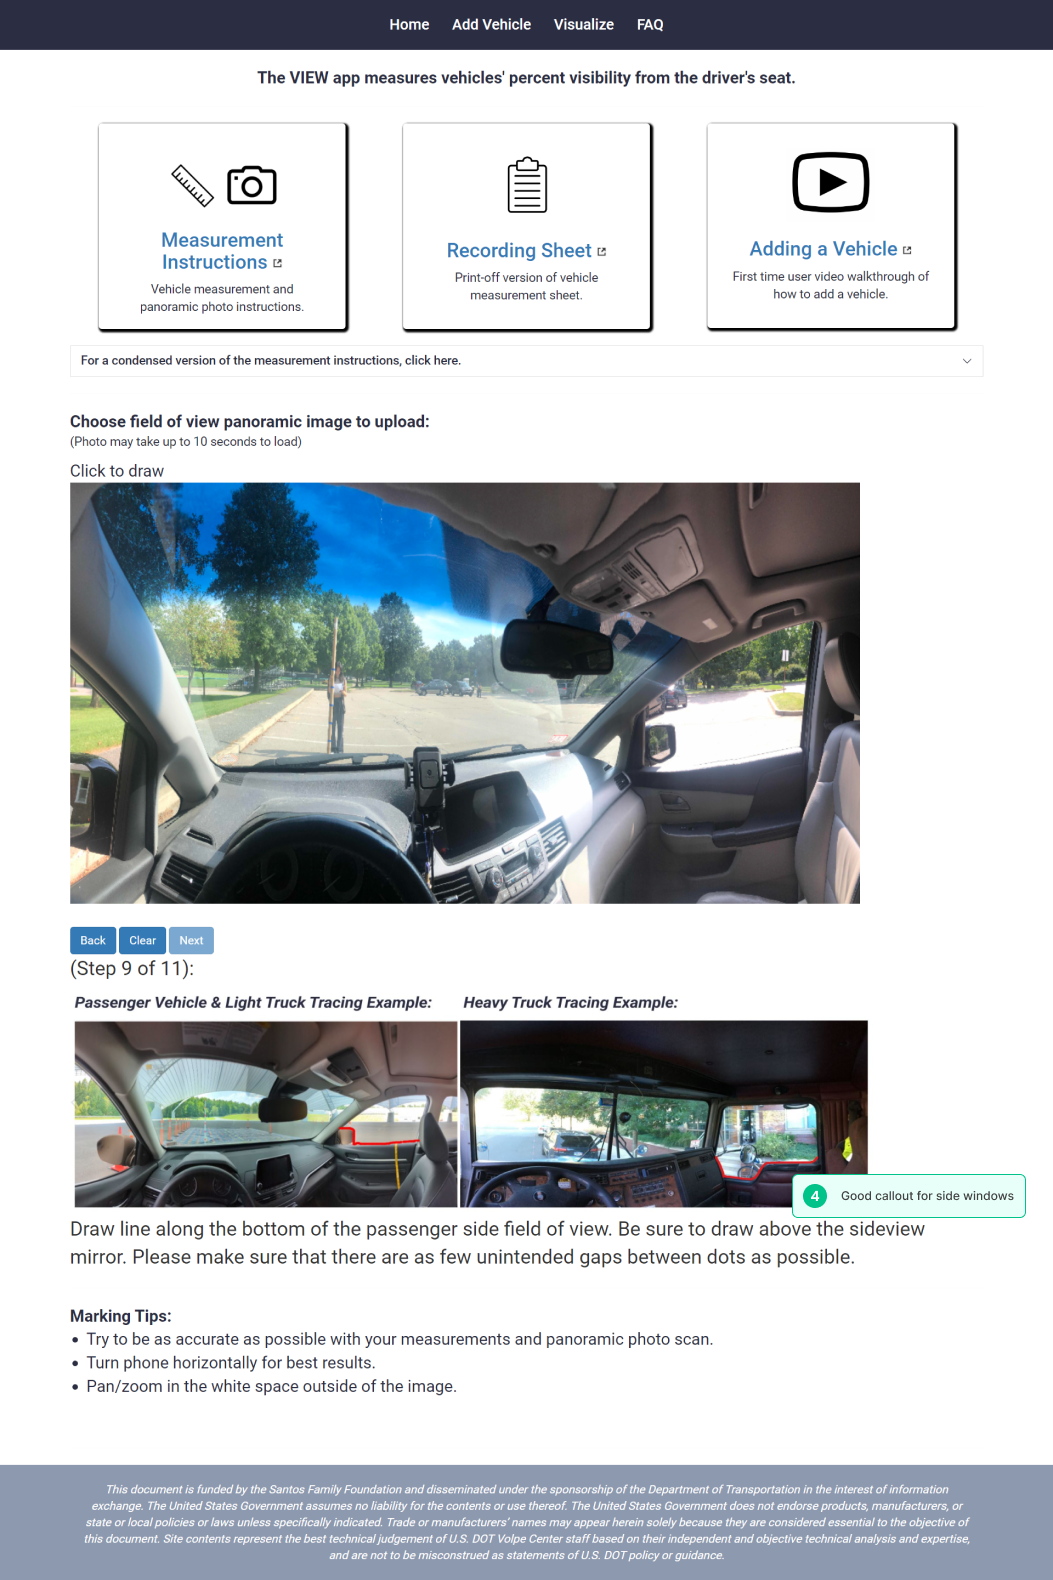 Home Add Vehicle Visualize FAQ
The VIEW app measures vehicles' percent visibility from the driver's seat.
Measurement
Instructions
Vehicle measurement and
panoramic photo instructions.
Recording Sheet
Print-off version of vehicle
measurement sheet.
Adding a Vehicle
First time user video walkthrough of
how to add a vehicle.
For a condensed version of the measurement instructions, click here.
Choose field of view panoramic image to upload:
(Photo may take up to 10 seconds to load)
Click to draw
Back Clear Next
(Step 9 of 11):
Passenger Vehicle & Light Truck Tracing Example: Heavy Truck Tracing Example:
4 Good callout for side windows
Draw line along the bottom of the passenger side field of view. Be sure to draw above the sideview
mirror. Please make sure that there are as few unintended gaps between dots as possible.
Marking Tips:
• Try to be as accurate as possible with your measurements and panoramic photo scan.
• Turn phone horizontally for best results.
• Pan/zoom in the white space outside of the image.
This document is funded by the Santos Family Foundation and disseminated under the sponsorship of the Department of Transportation in the interest of information
exchange. The United States Government assumes no liability for the contents or use thereof. The United States Government does not endorse products, manufacturers, or
state or local policies or laws unless specifically indicated. Trade or manufacturers' names may appear herein solely because they are considered essential to the objective of
this document. Site contents represent the best technical judgement of U.S. DOT Volpe Center staff based on their independent and objective technical analysis and expertise,
and are not to be misconstrued as statements of U.S. DOT policy or guidance.